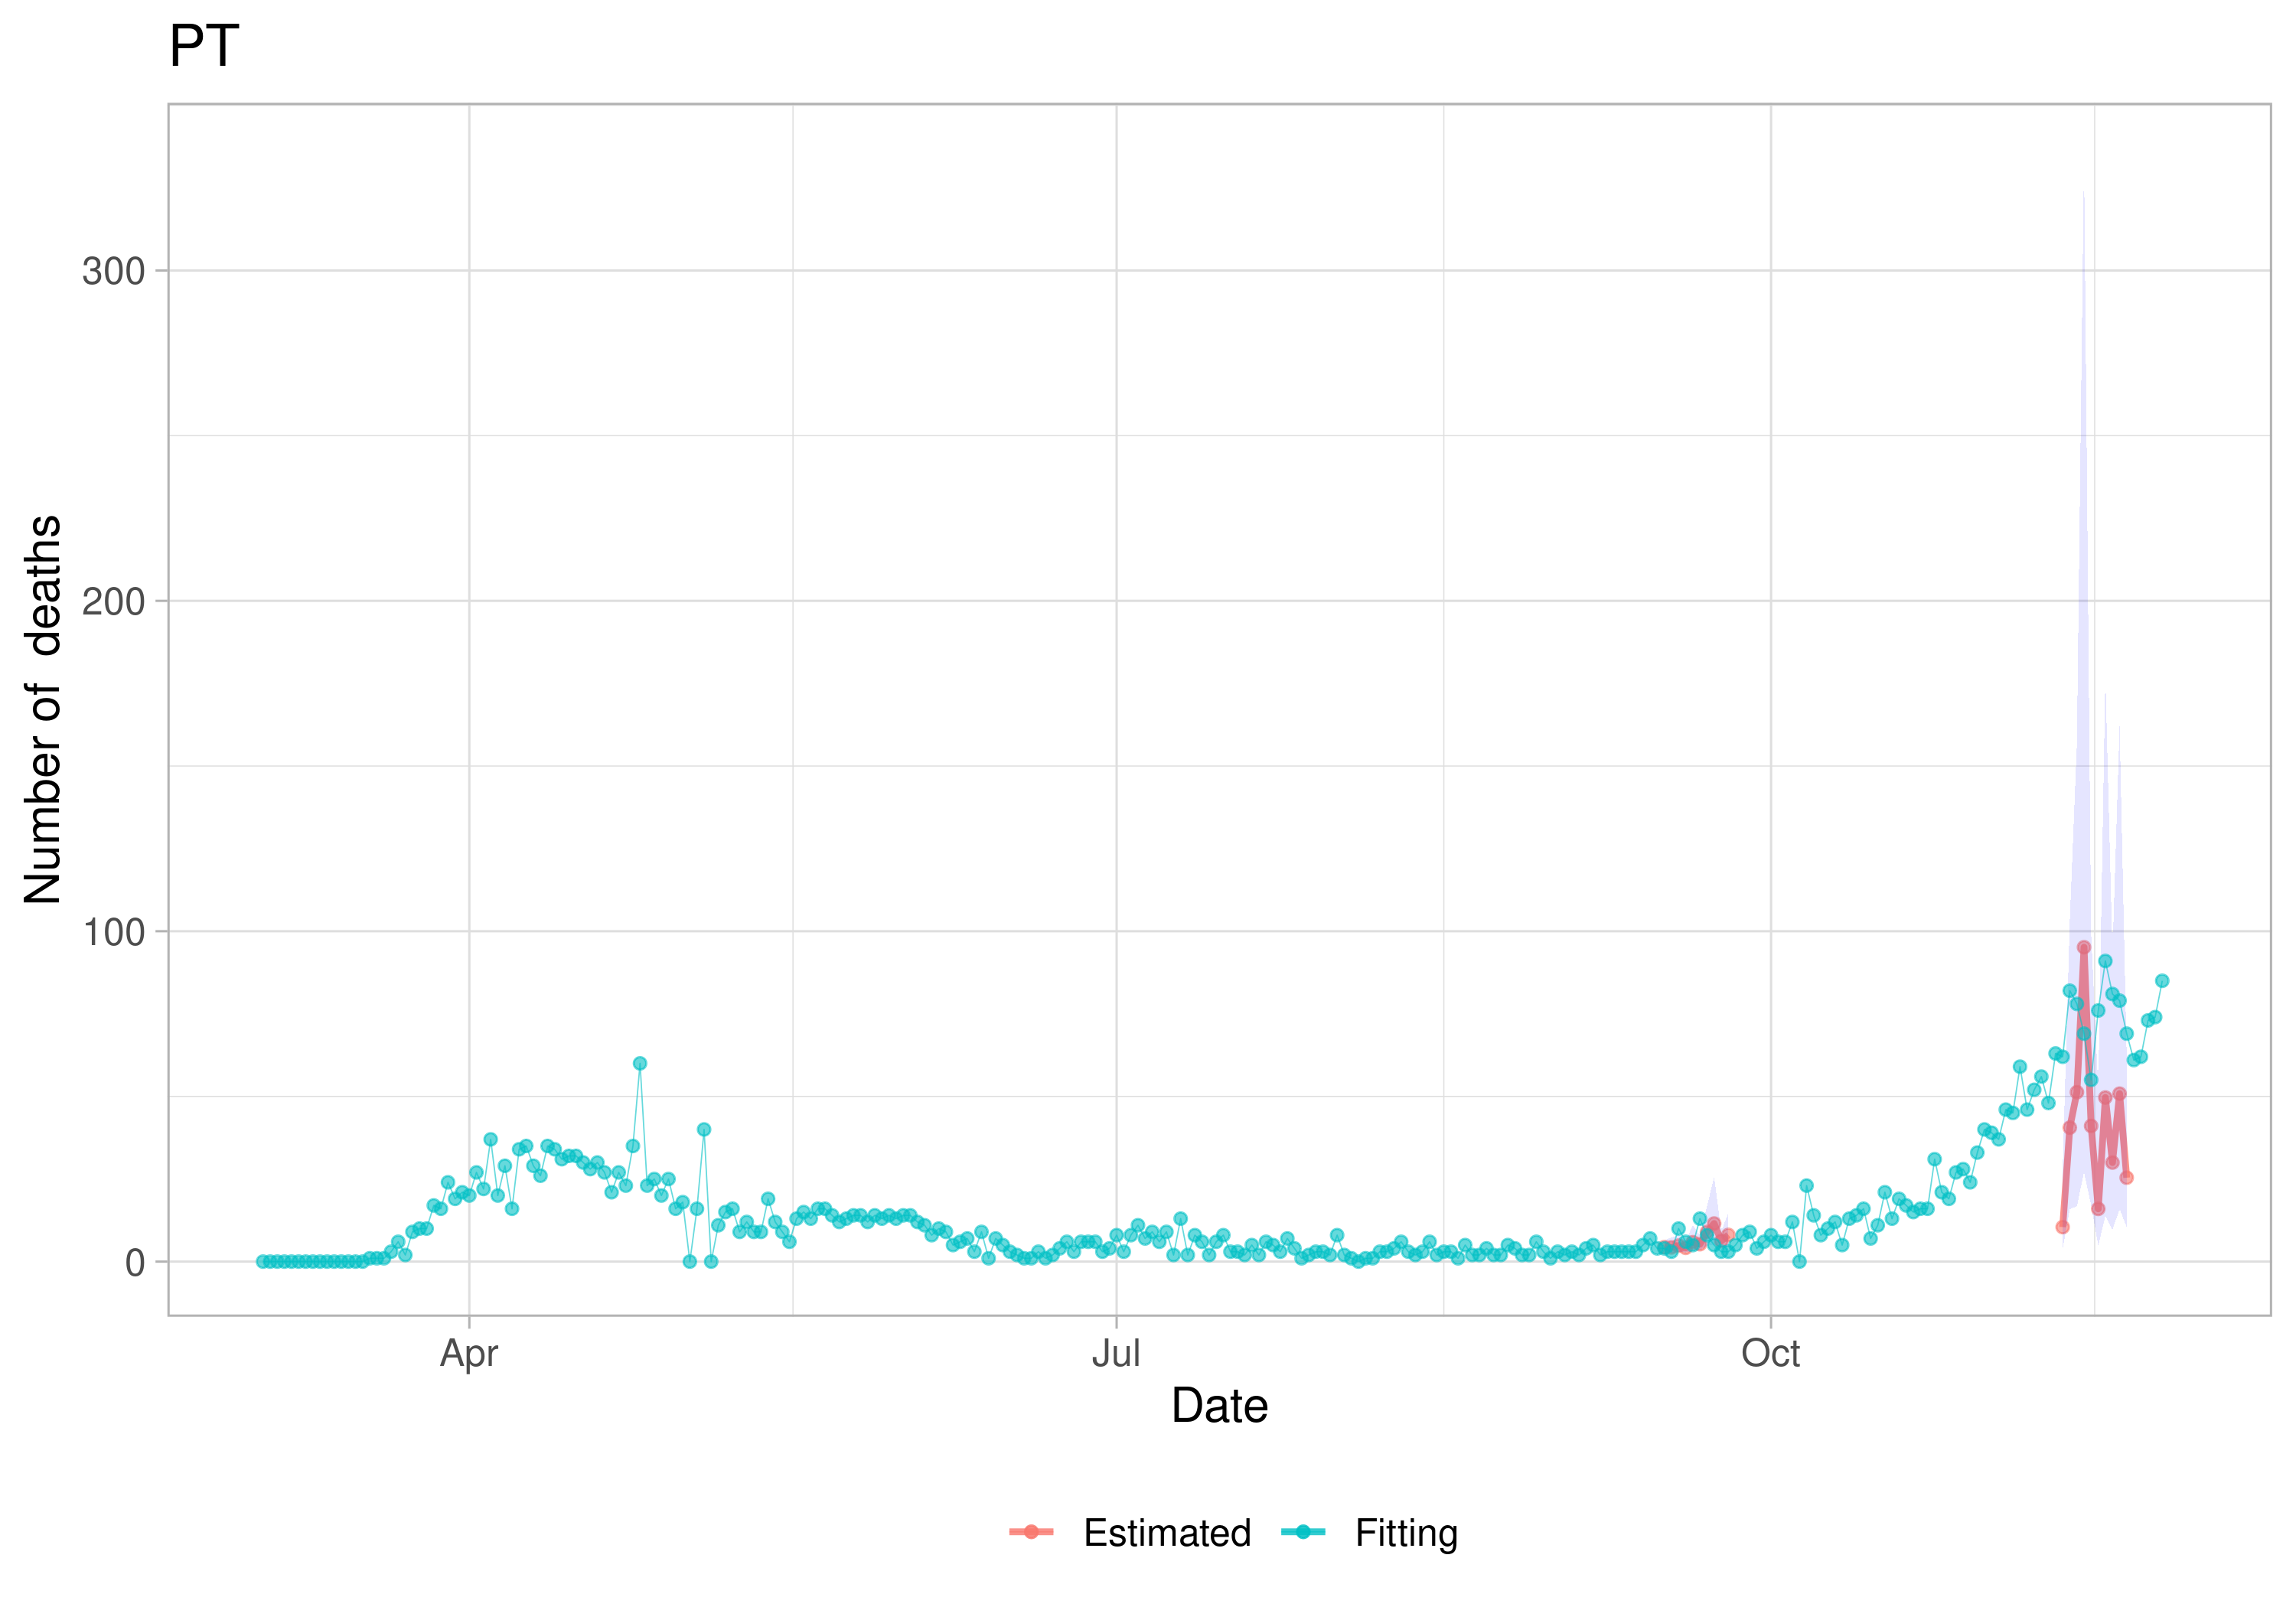 PT
Number of deaths
300
200
100
0
Apr
Jul
Oct
Date
Estimated
Fitting